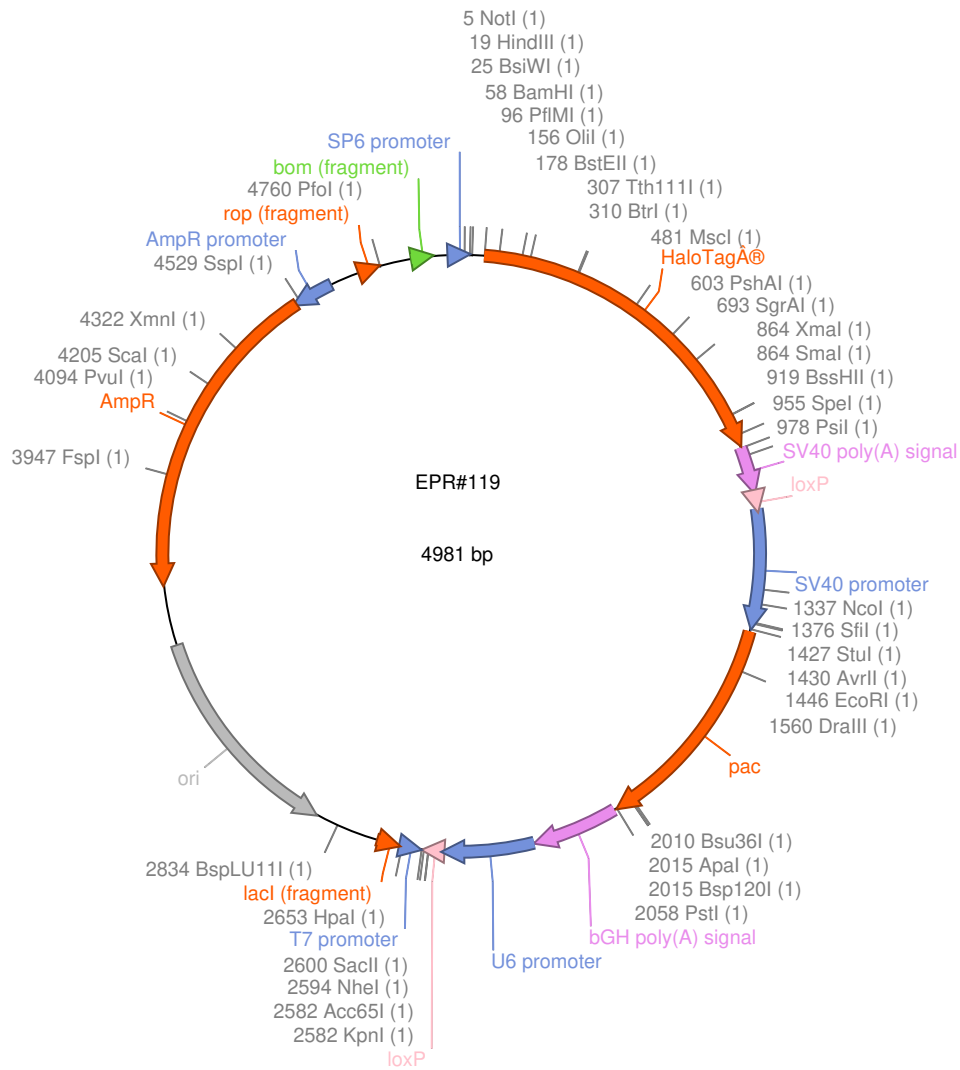 5 NotI (1)
19 HindIII (1)
25 BsiWI (1)
58 BamHI (1)
96 PflMI (1)
156 OliI (1)
178 BstEII (1)
307 Tth111I (1)
310 BtrI (1)
481 MscI (1)
HaloTagÂ®
603 PshAI (1)
693 SgrAI (1)
864 XmaI (1)
864 SmaI (1)
919 BssHII (1)
955 SpeI (1)
978 PsiI (1)
SV40 poly(A) signal
loxP
SV40 promoter
1337 NcoI (1)
1376 SfiI (1)
1427 StuI (1)
1430 AvrII (1)
1446 EcoRI (1)
1560 DraIII (1)
pac
2010 Bsu36I (1)
2015 ApaI (1)
2015 Bsp120I (1)
2058 PstI (1)
bGH poly(A) signal
U6 promoter
loxP
2582 KpnI (1)
2582 Acc65I (1)
2594 NheI (1)
2600 SacII (1)
T7 promoter
2653 HpaI (1)
lacI (fragment)
2834 BspLU11I (1)
ori
3947 FspI (1)
AmpR
4094 PvuI (1)
4205 ScaI (1)
4322 XmnI (1)
4529 SspI (1)
AmpR promoter
rop (fragment)
4760 PfoI (1)
bom (fragment)
SP6 promoter
EPR#119
4981 bp